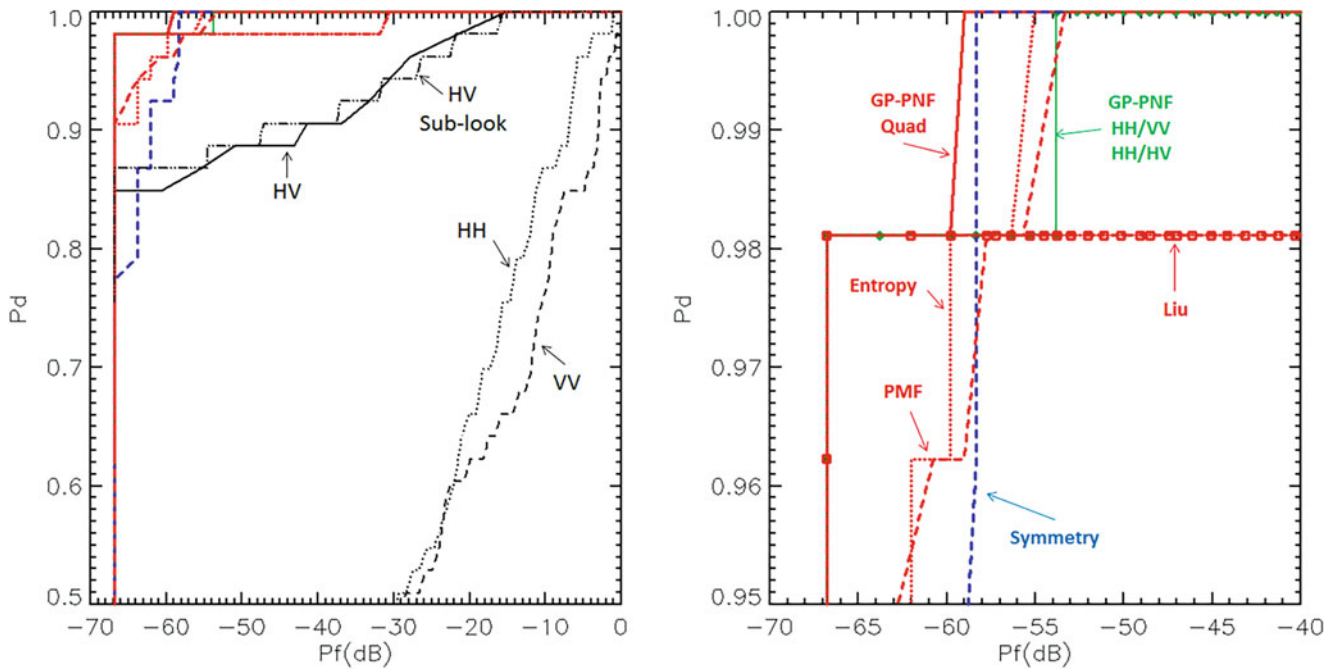 1.00
0.9
0.8
0.7
0.6
0.5
Pd
-70 -60 -50 -40 -30 -20 -10 0
Pf(dB)
HV
Sub-look
HV
HH
VV
1.00
0.99
0.98
0.97
0.96
0.95
Pd
-70 -65 -60 -55 -50 -45 -40
Pf(dB)
GP-PNF
Quad
GP-PNF
HH/VV
HH/HV
Entropy
Liu
PMF
Symmetry